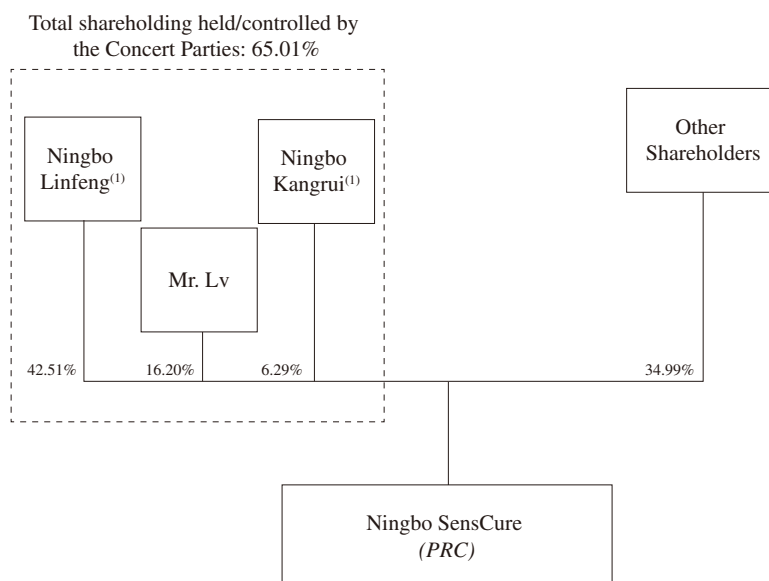 Total shareholding held/controlled by
the Concert Parties: 65.01%
Ningbo
Linfeng(1)
Ningbo
Kangrui(1)
Other
Shareholders
Mr. Lv
42.51%
16.20%
6.29%
34.99%
Ningbo SensCure
(PRC)